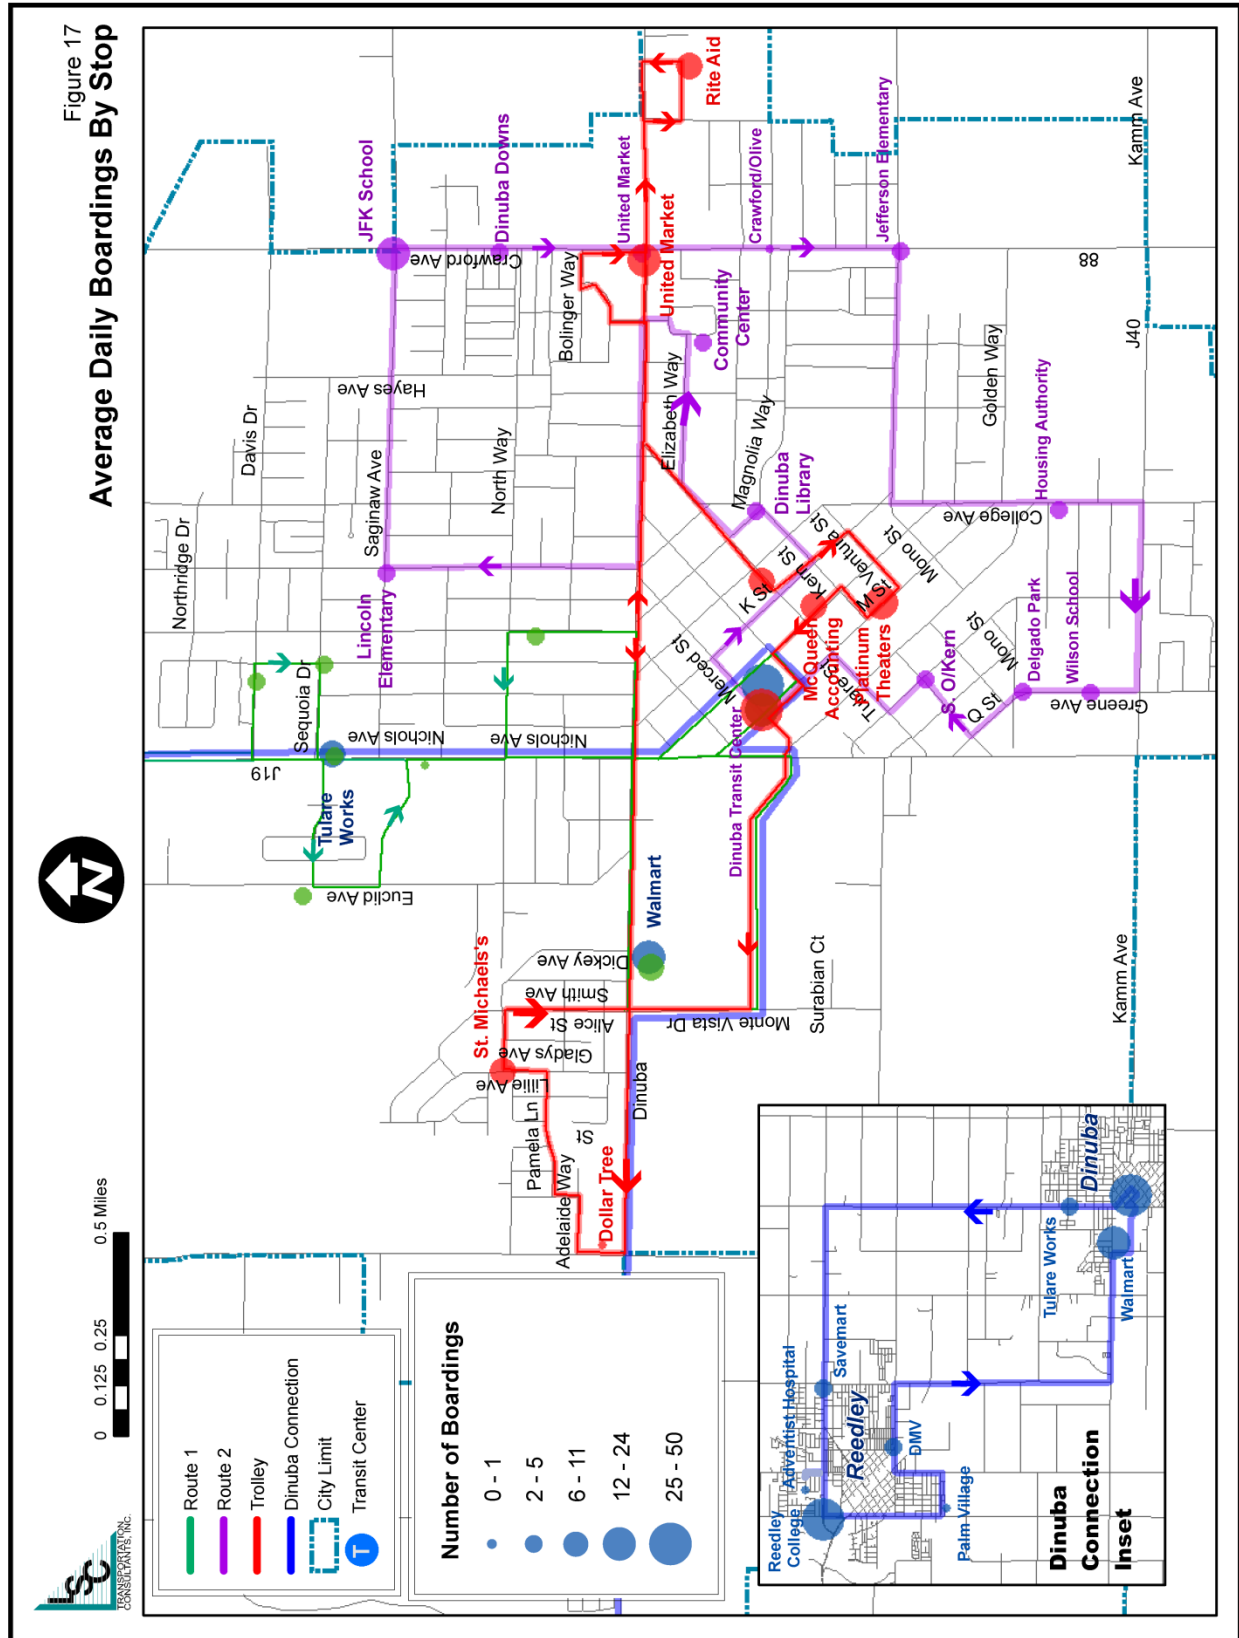 Figure 17
Average Daily Boardings By Stop
LSC
TRANSPORTATION
CONSULTANTS, INC.
0 0.125 0.25 0.5 Miles
N
Route 1
Route 2
Trolley
Dinuba Connection
City Limit
T Transit Center
Number of Boardings
0 - 1
2 - 5
6 - 11
12 - 24
25 - 50
Northridge Dr
Davis Dr
J19
Sequoia Dr
Saginaw Ave
Hayes Ave
JFK School
Lincoln
Elementary
Tulare
Works
Nichols Ave
Euclid Ave
Crawford Ave
Dinuba Downs
North Way
Nichols Ave
St. Michaels's
Lillie Ave
Gladys Ave
Alice St
Smith Ave
Dickey Ave
Pamela Ln
St
Adelaide Way
Dollar Tree
Dinuba
Walmart
Bolinger Way
United Market
United Market
Rite Aid
Elizabeth Way
Community
Center
Magnolia Way
Crawford/Olive
Dinuba
Library
Merced St
K St
Kern St
Kern
Ventura St
Mono St
M St
Dinuba Transit Center
McQueen
Accounting
Platinum
Theaters
Tulare St
Monte Vista Dr
Surabian Ct
Jefferson Elementary
S. O/Kern
Mono St
Q St
Golden Way
College Ave
Housing Authority
Delgado Park
Wilson School
Greene Ave
88
J40
Kamm Ave
Kamm Ave
Reedley
College
Adventist Hospital
Savemart
Reedley
DMV
Palm Village
Tulare Works
Walmart
Dinuba
Dinuba
Connection
Inset